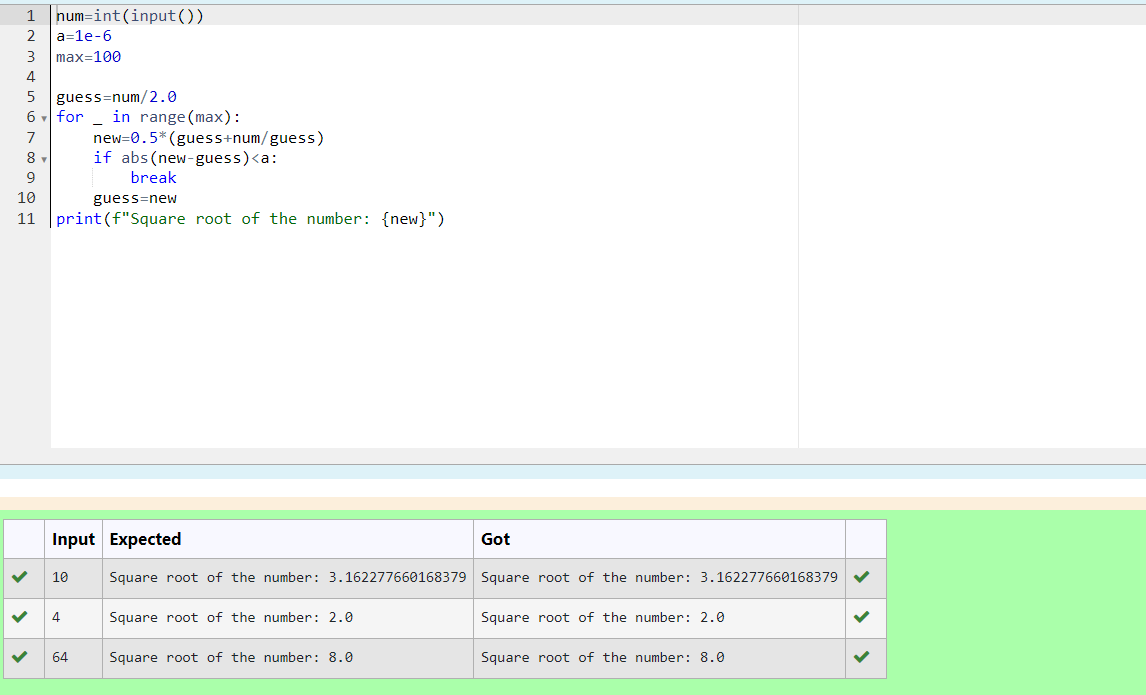 1 num=int(input())
2 a=1e-6
3 max=100
4
5 guess=num/2.0
6 for _ in range(max):
7     new=0.5*(guess+num/guess)
8     if abs(new-guess)<a:
9         break
10     guess=new
11 print(f"Square root of the number: {new}")
Input Expected Got
10 Square root of the number: 3.162277660168379 Square root of the number: 3.162277660168379
4 Square root of the number: 2.0 Square root of the number: 2.0
64 Square root of the number: 8.0 Square root of the number: 8.0